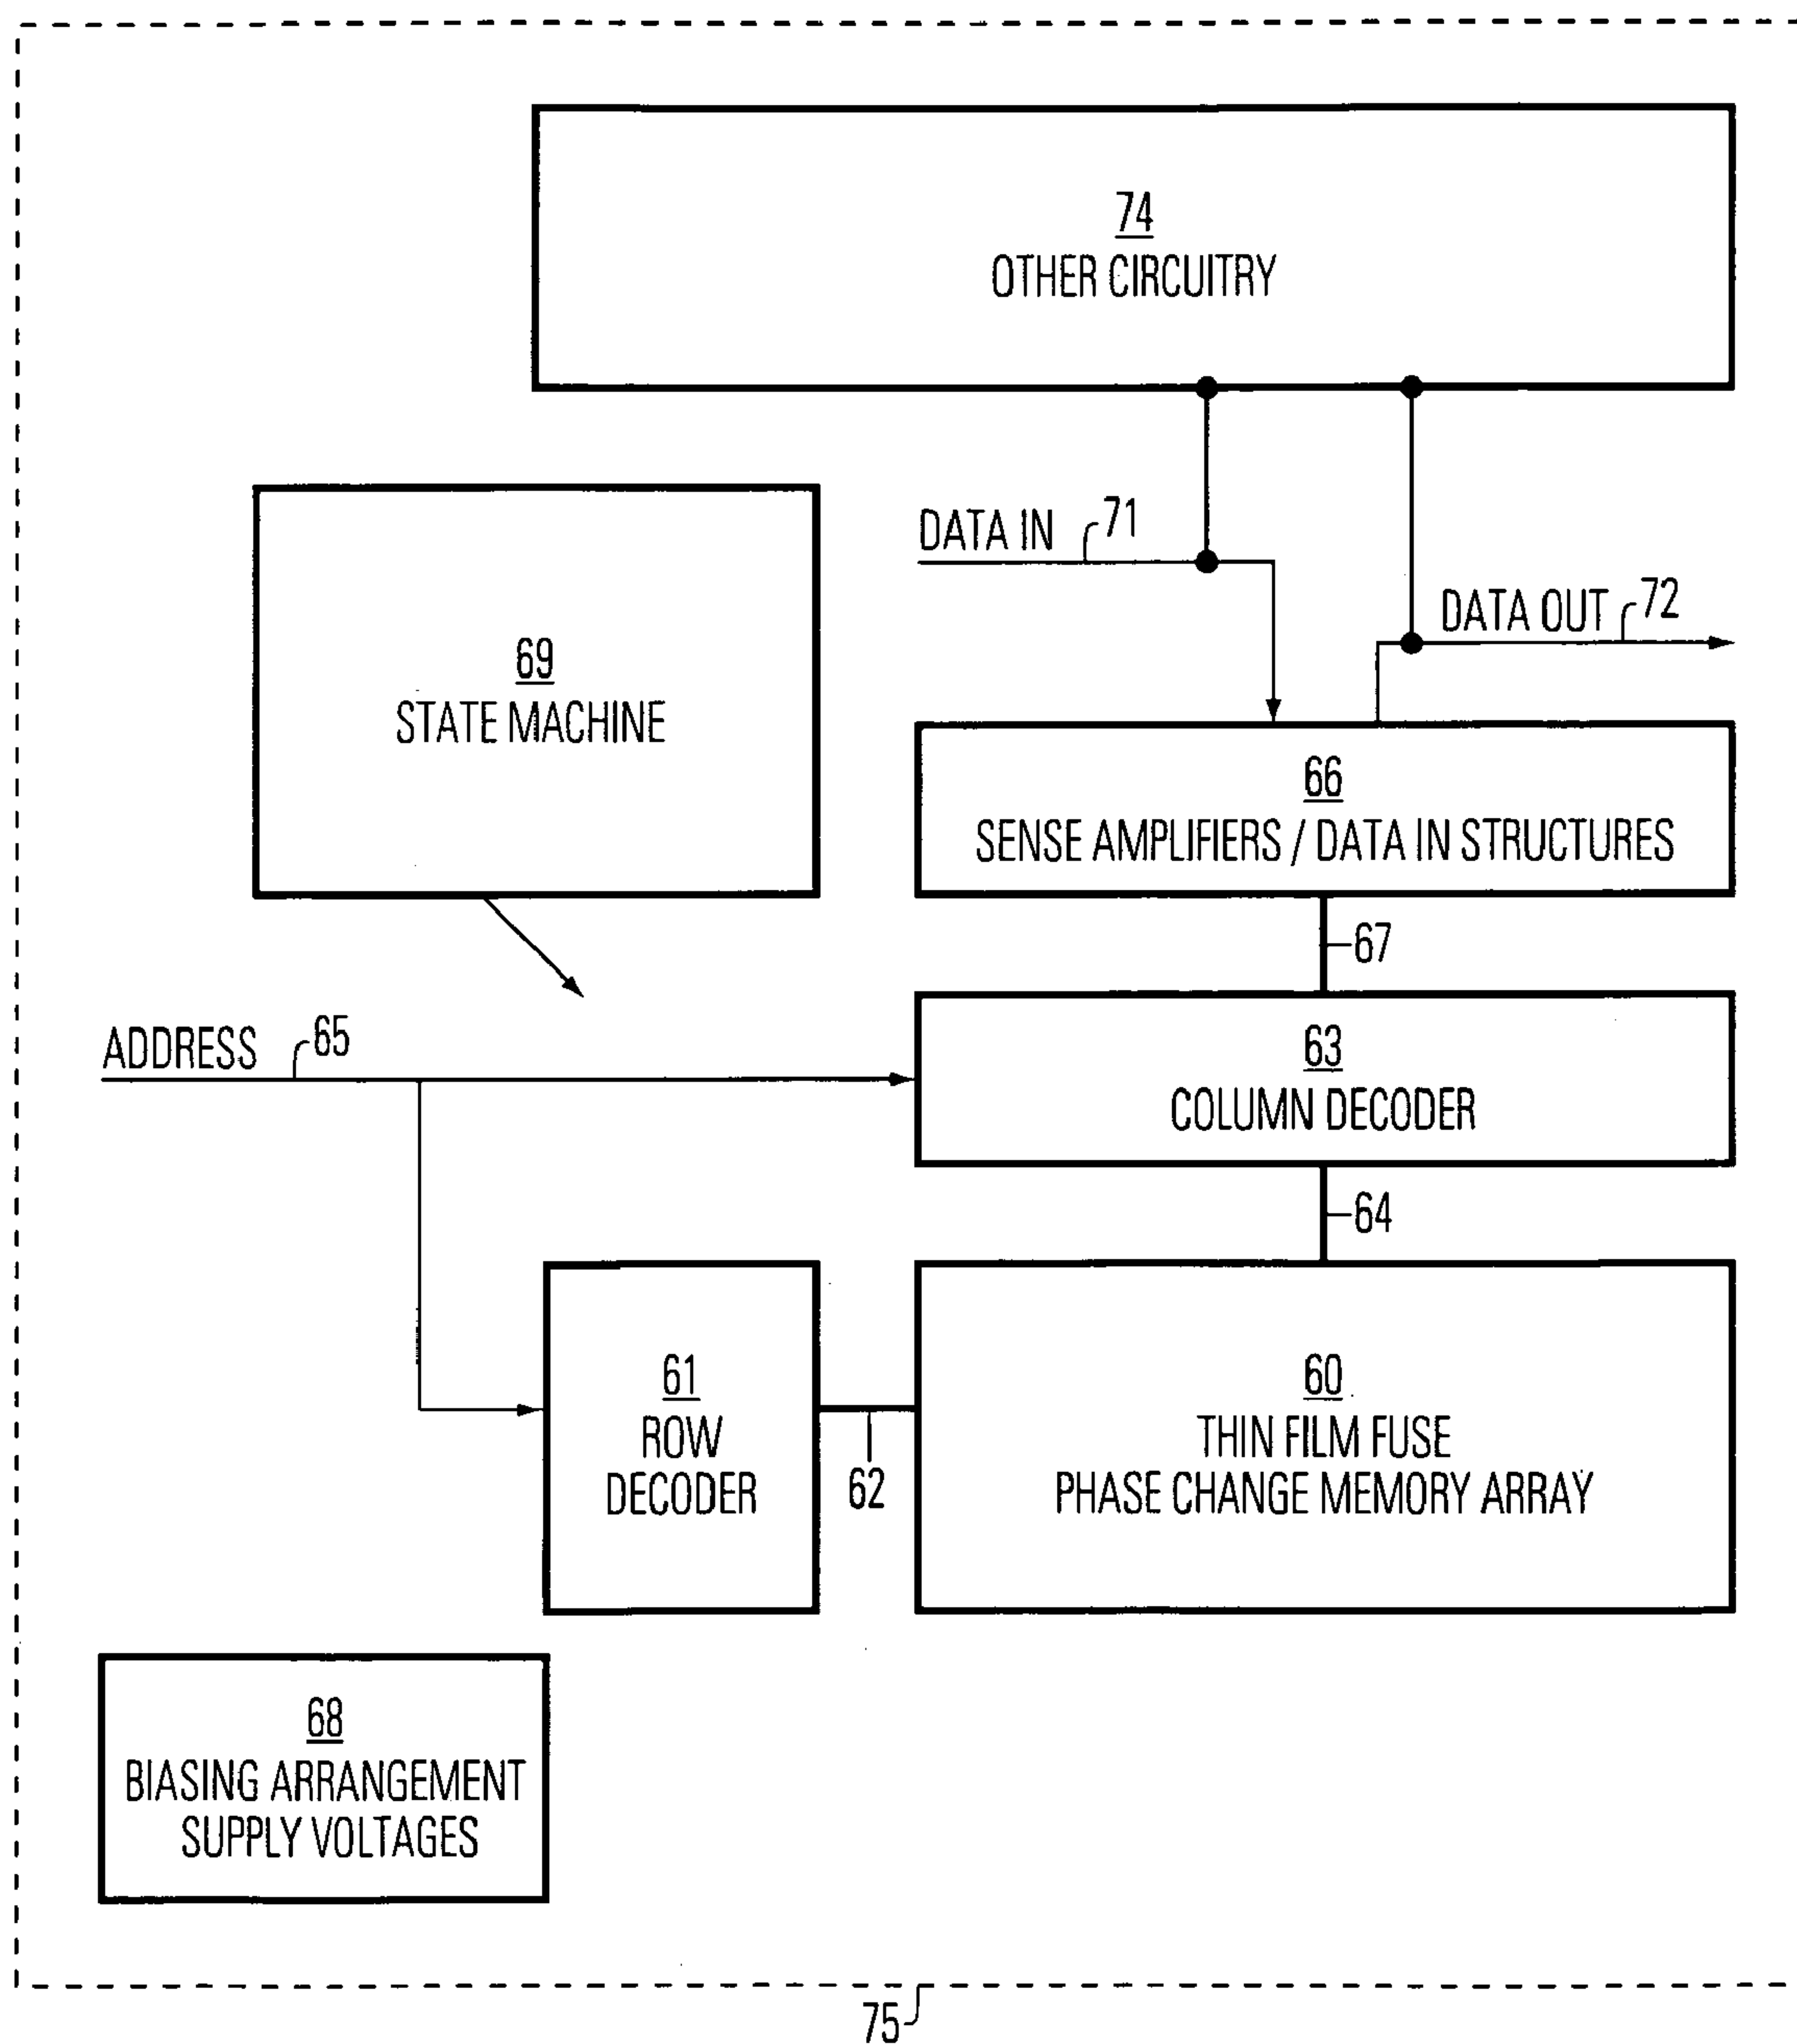 74
OTHER CIRCUITRY
DATA IN
71
DATA OUT
72
69
STATE MACHINE
66
SENSE AMPLIFIERS / DATA IN STRUCTURES
67
ADDRESS
65
63
COLUMN DECODER
64
61
ROW
DECODER
62
60
THIN FILM FUSE
PHASE CHANGE MEMORY ARRAY
68
BIASING ARRANGEMENT
SUPPLY VOLTAGES
75